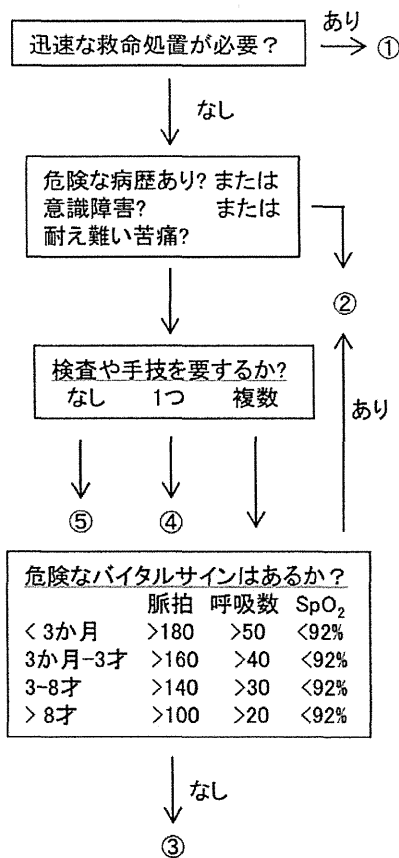 迅速な救命処置が必要?
あり
①
なし
危険な病歴あり? または
意識障害? または
耐え難い苦痛?
②
検査や手技を要するか?
なし 1つ 複数
あり
⑤ ④
危険なバイタルサインはあるか?
脈拍 呼吸数 SpO₂
< 3か月 >180 >50 <92%
3か月-3才 >160 >40 <92%
3-8才 >140 >30 <92%
> 8才 >100 >20 <92%
なし
③